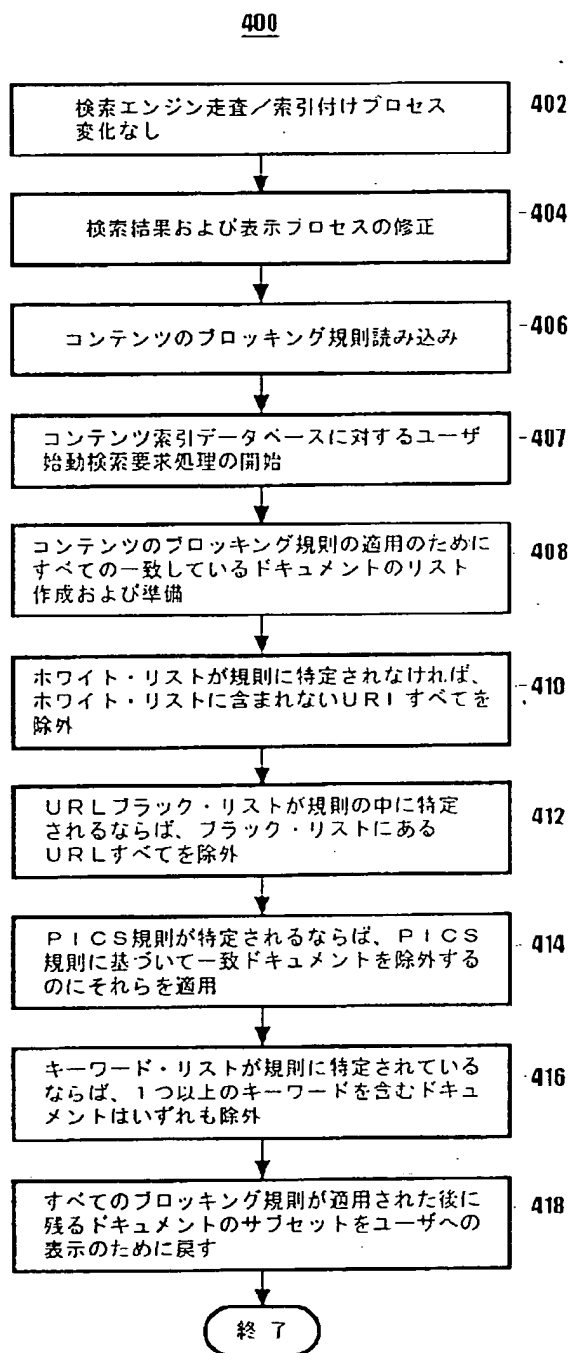 400
検索エンジン走査／索引付けプロセス
変化なし
402
検索結果および表示プロセスの修正
404
コンテンツのブロッキング規則読み込み
406
コンテンツ索引データベースに対するユーザ
始動検索要求処理の開始
407
コンテンツのブロッキング規則の適用のために
すべての一致しているドキュメントのリスト
作成および準備
408
ホワイト・リストが規則に特定されなければ、
ホワイト・リストに含まれないＵＲＩすべてを
除外
410
ＵＲＬブラック・リストが規則の中に特定
されるならば、ブラック・リストにある
ＵＲＬすべてを除外
412
ＰＩＣＳ規則が特定されるならば、ＰＩＣＳ
規則に基づいて一致ドキュメントを除外する
のにそれらを適用
414
キーワード・リストが規則に特定されている
ならば、１つ以上のキーワードを含むドキュ
メントはいずれも除外
416
すべてのブロッキング規則が適用された後に
残るドキュメントのサブセットをユーザへの
表示のために戻す
418
終了